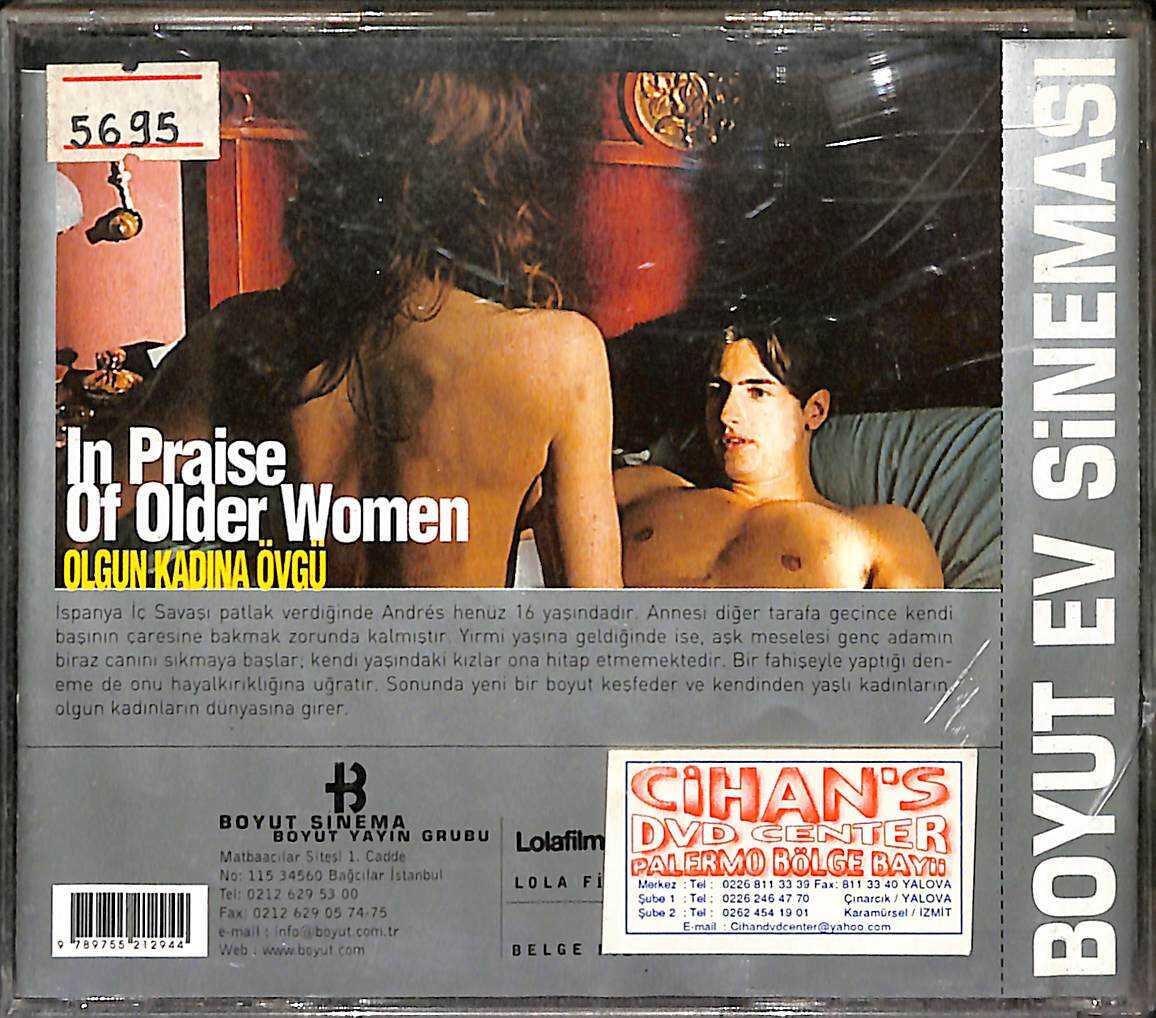 5695
In Praise
Of Older Women
OLGUN KADINA ÖVGÜ
İspanya İç Savaşı patlak verdiğinde Andrés henüz 16 yaşındadır. Annesi diğer tarafa geçince kendi
başının çaresine bakmak zorunda kalmıştır. Yirmi yaşına geldiğinde ise, aşk meselesi genç adamın
biraz canını sıkmaya başlar; kendi yaşındaki kızlar ona hitap etmemektedir. Bir fahişeyle yaptığı den-
eme de onu hayalkırıklığına uğratır. Sonunda yeni bir boyut keşfeder ve kendinden yaşlı kadınların,
olgun kadınların dünyasına girer.
BOYUT SİNEMA
BOYUT YAYIN GRUBU
Matbaacılar Sitesi 1. Cadde
No: 115 34560 Bağcılar İstanbul
Tel: 0212 629 53 00
Fax: 0212 629 05 74-75
e-mail : info@boyut.com.tr
Web : www.boyut.com
9 789755 212944
Lolafilm
LOLA Fİ
BELGE
CiHAN'S
DVD CENTER
PALERMO BÖLGE BAYii
Merkez : Tel : 0226 811 33 39 Fax: 811 33 40 YALOVA
Şube 1 : Tel : 0226 246 47 70 Çınarcık / YALOVA
Şube 2 : Tel : 0262 454 19 01 Karamürsel / İZMİT
E-mail : Cihandvdcenter@yahoo.com
BOYUT EV SiNEMASI